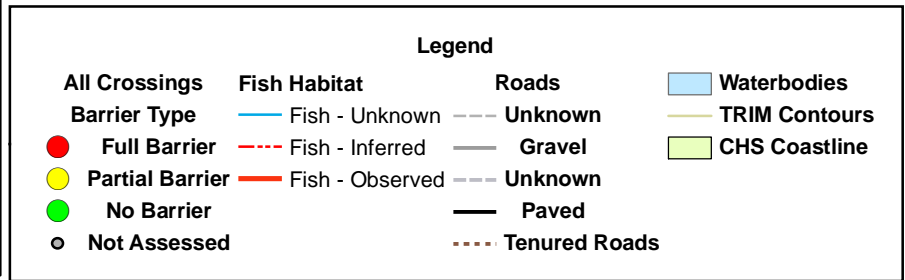 Legend
All Crossings
Barrier Type
Full Barrier
Partial Barrier
No Barrier
Not Assessed
Fish Habitat
Fish - Unknown
Fish - Inferred
Fish - Observed
Roads
Unknown
Gravel
Unknown
Paved
Tenured Roads
Waterbodies
TRIM Contours
CHS Coastline